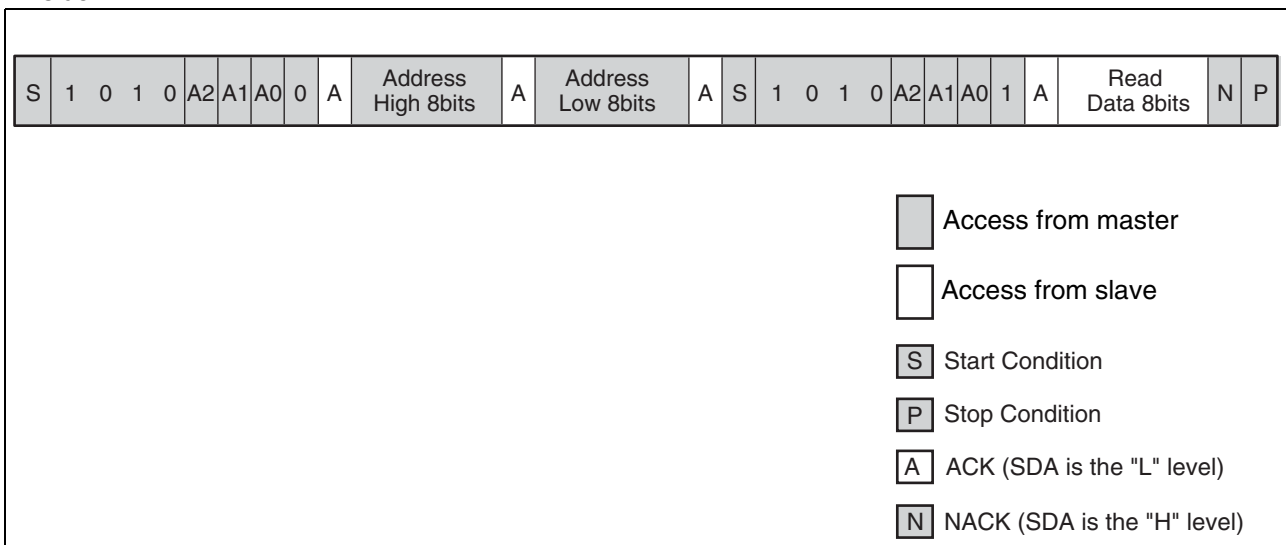 S 1 0 1 0 A2 A1 A0 0 A Address High 8bits A Address Low 8bits A S 1 0 1 0 A2 A1 A0 1 A Read Data 8bits N P
Access from master
Access from slave
S Start Condition
P Stop Condition
A ACK (SDA is the "L" level)
N NACK (SDA is the "H" level)